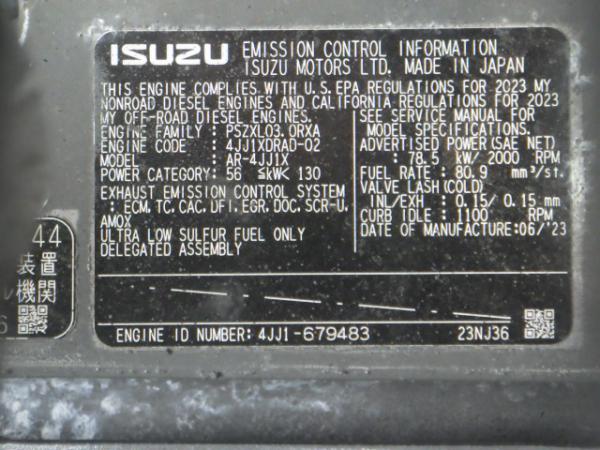 ISUZU EMISSION CONTROL INFORMATION
ISUZU MOTORS LTD. MADE IN JAPAN
THIS ENGINE COMPLIES WITH U.S. EPA REGULATIONS FOR 2023 MY
NONROAD DIESEL ENGINES AND CALIFORNIA REGULATIONS FOR 2023
MY OFF-ROAD DIESEL ENGINES.
ENGINE FAMILY : PSZXL03.0RXA
ENGINE CODE : 4JJ1XDRAD-02
MODEL : AR-4JJ1X
POWER CATEGORY : 56 ≤kW< 130
EXHAUST EMISSION CONTROL SYSTEM
: ECM, TC, CAC, DFI, EGR, DOC, SCR-U,
AMOX
ULTRA LOW SULFUR FUEL ONLY
DELEGATED ASSEMBLY
SEE SERVICE MANUAL FOR
MODEL SPECIFICATIONS.
ADVERTISED POWER (SAE NET)
: 78.5 kW/ 2000 RPM
FUEL RATE : 80.9 mm³/st.
VALVE LASH (COLD)
IN/EXH : 0.15/ 0.15 mm
CURB IDLE : 1100 RPM
DATE OF MANUFACTURE:06/'23
ENGINE ID NUMBER: 4JJ1-679483 23NJ36
44
装置
機関